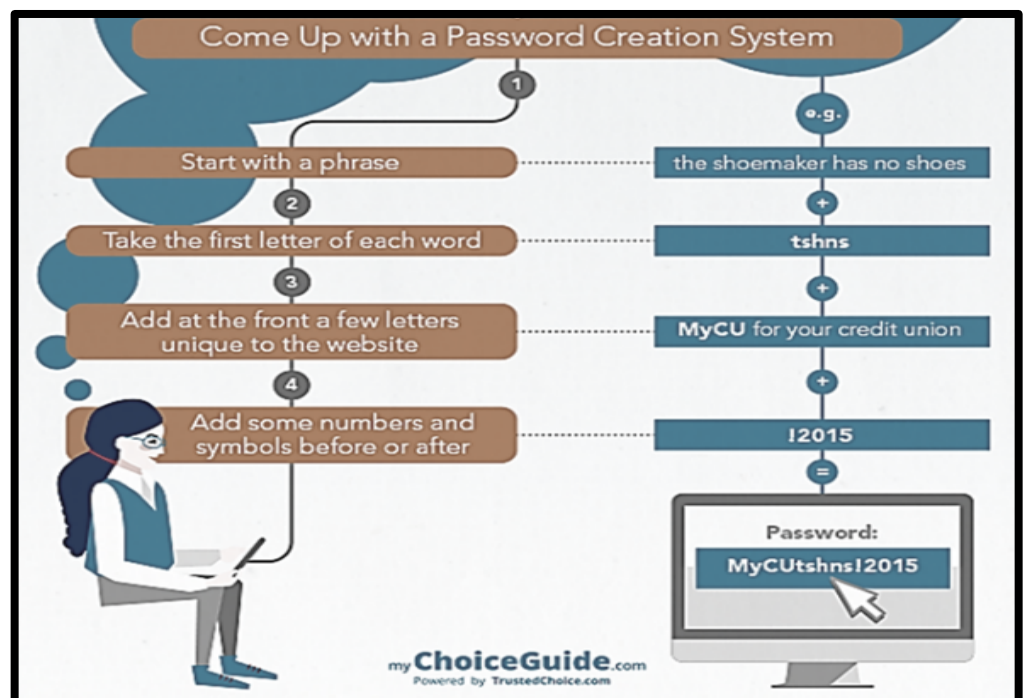 Come Up with a Password Creation System
1
e.g.
Start with a phrase
the shoemaker has no shoes
2
+
Take the first letter of each word
tshns
3
+
Add at the front a few letters
unique to the website
MyCU for your credit union
4
+
Add some numbers and
symbols before or after
!2015
=
Password:
MyCUtshns!2015
my ChoiceGuide.com
Powered by TrustedChoice.com